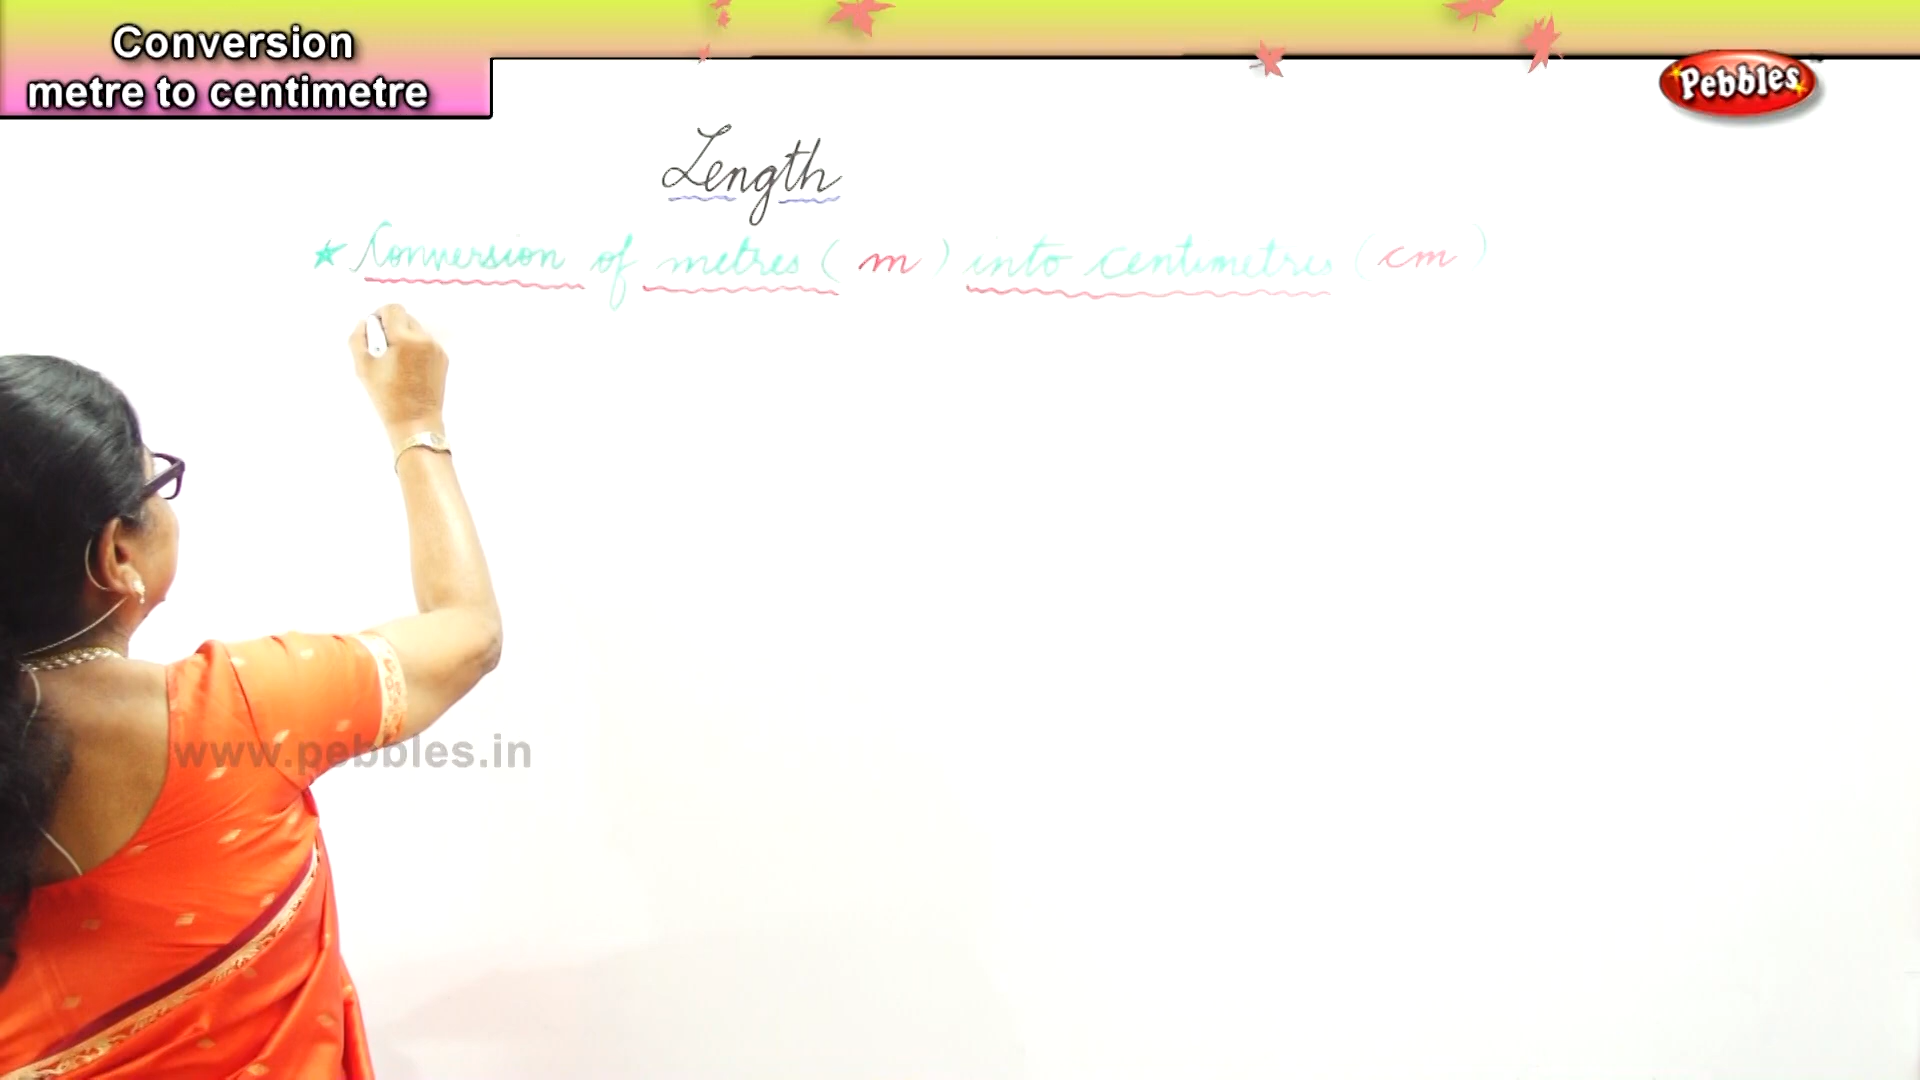 Conversion
metre to centimetre
Pebbles
Length
★ Conversion of metres (m) into centimetres (cm)
www.pebbles.in